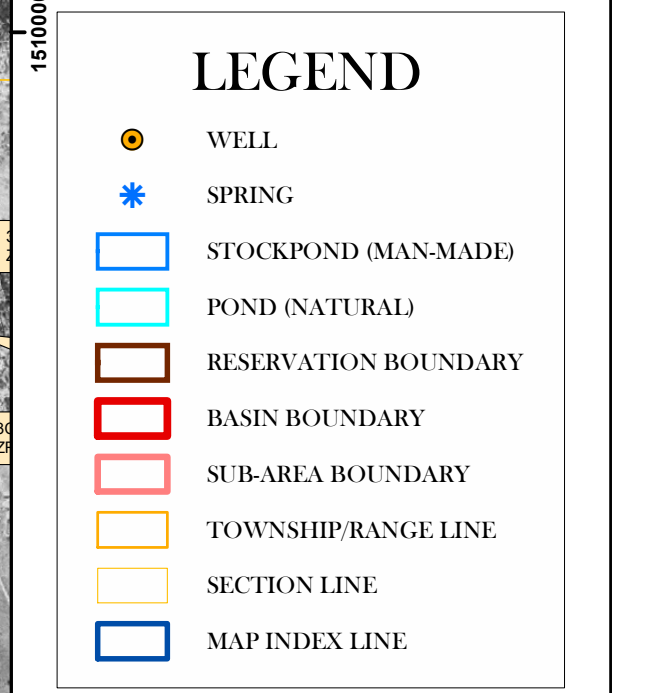 15100
LEGEND
WELL
SPRING
STOCKPOND (MAN-MADE)
POND (NATURAL)
RESERVATION BOUNDARY
BASIN BOUNDARY
SUB-AREA BOUNDARY
TOWNSHIP/RANGE LINE
SECTION LINE
MAP INDEX LINE